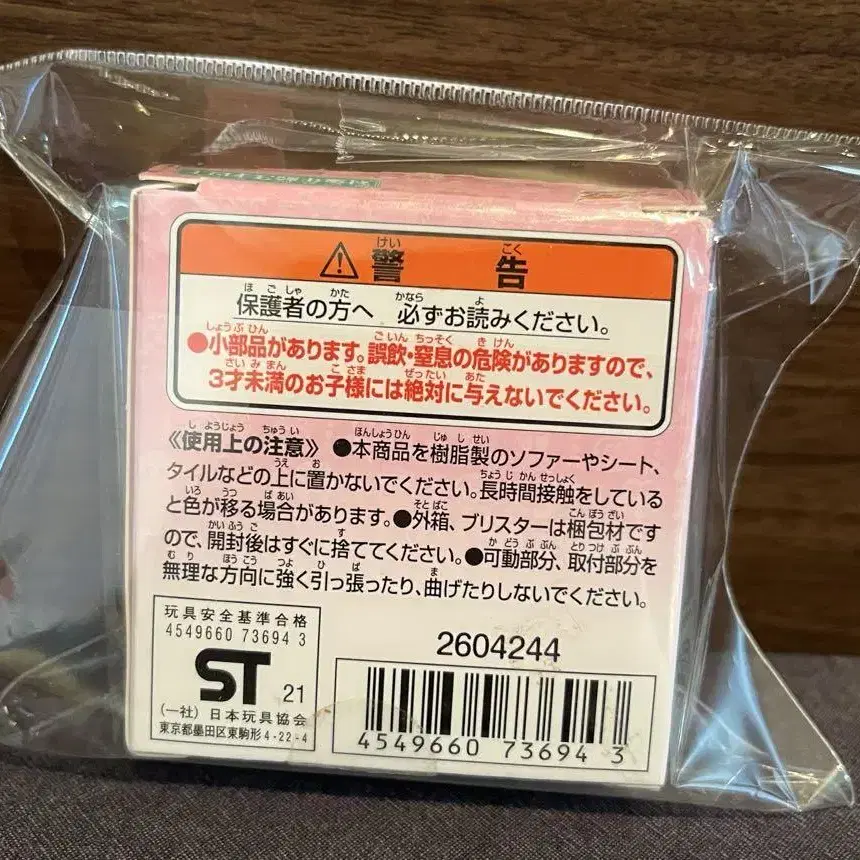 ⚠警告
保護者の方へ 必ずお読みください。
●小部品があります。誤飲・窒息の危険がありますので、
3才未満のお子様には絶対に与えないでください。
《使用上の注意》 ●本商品を樹脂製のソファーやシート、
タイルなどの上に置かないでください。長時間接触をしている
と色が移る場合があります。●外箱、ブリスターは梱包材です
ので、開封後はすぐに捨ててください。●可動部分、取付部分を
無理な方向に強く引っ張ったり、曲げたりしないでください。
玩具安全基準合格
4549660 73694 3
ST 21
(一社) 日本玩具協会
東京都墨田区東駒形4-22-4
2604244
4549660 73694 3